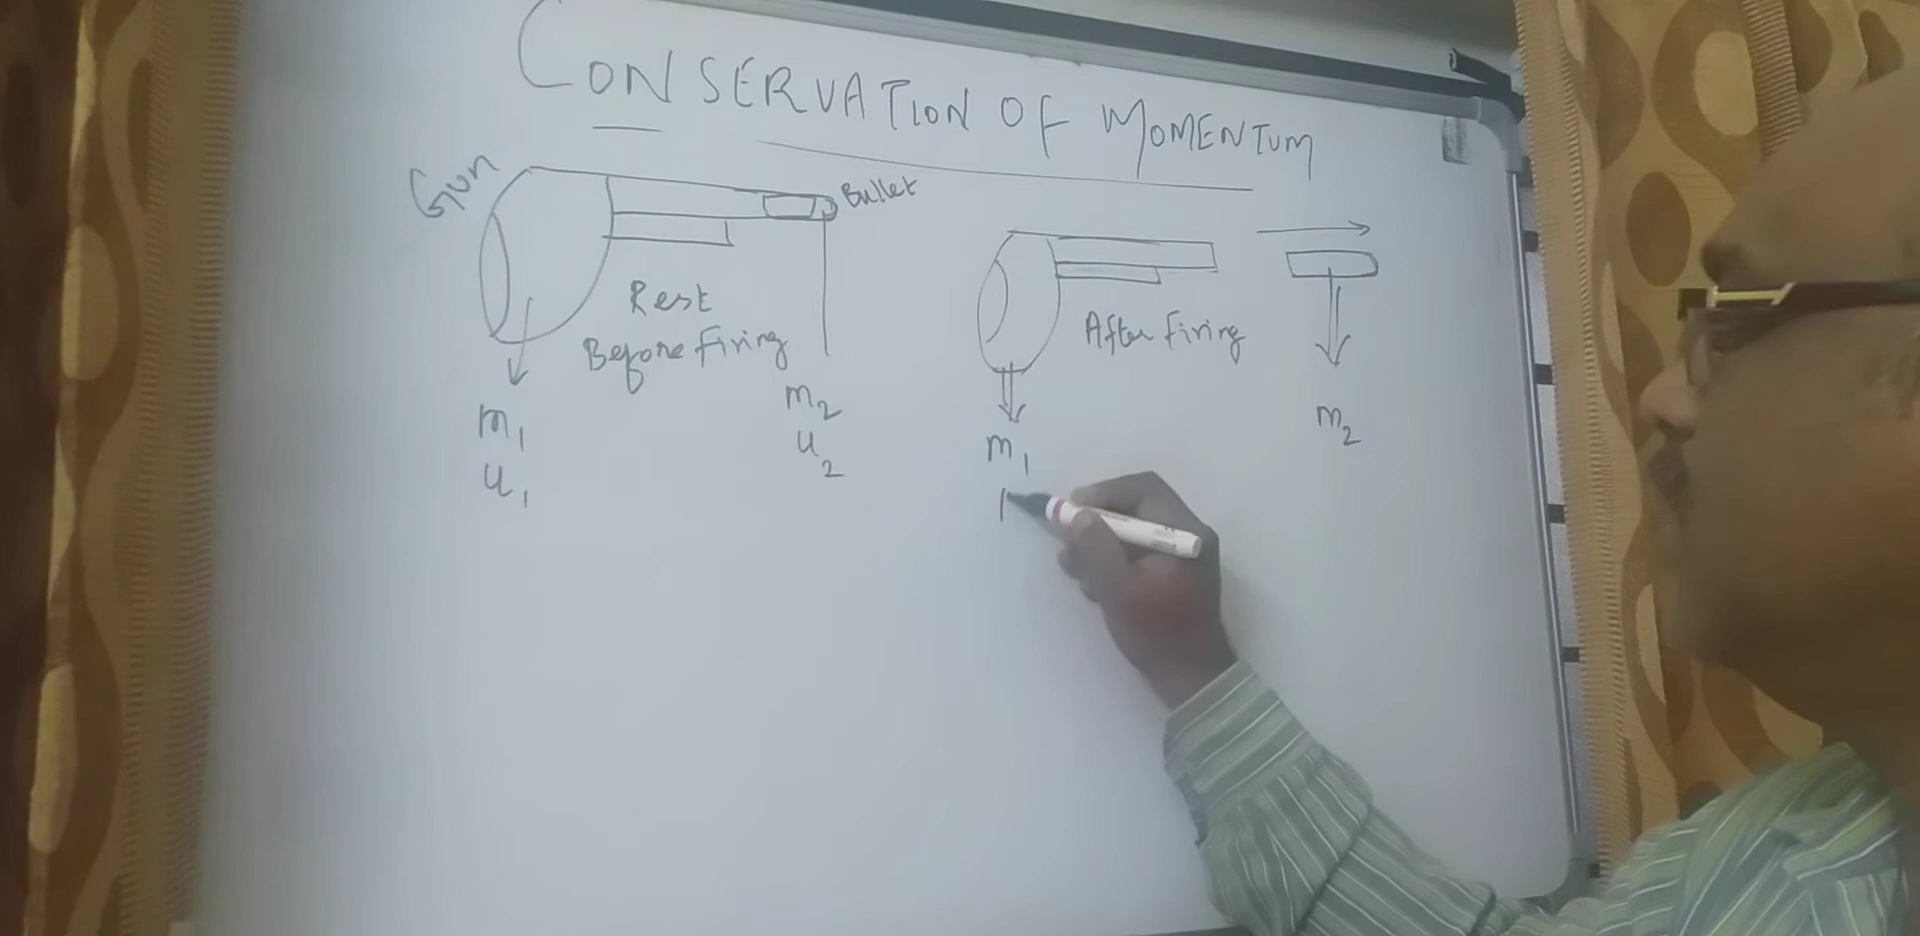 CONSERVATION OF MOMENTUM
Gun
Bullet
Rest
Before Firing
m1
u1
m2
u2
After Firing
m1
m2